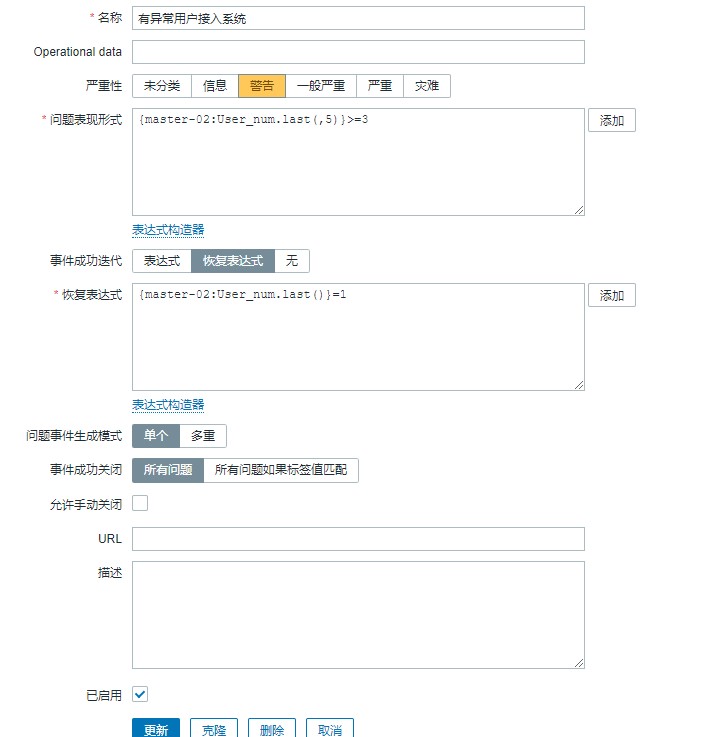 * 名称 有异常用户接入系统
Operational data
严重性 未分类 信息 警告 一般严重 严重 灾难
* 问题表现形式 {master-02:User_num.last(,5)}>=3 添加
表达式构造器
事件成功迭代 表达式 恢复表达式 无
* 恢复表达式 {master-02:User_num.last()}=1 添加
表达式构造器
问题事件生成模式 单个 多重
事件成功关闭 所有问题 所有问题如果标签值匹配
允许手动关闭
URL
描述
已启用
更新 克隆 删除 取消